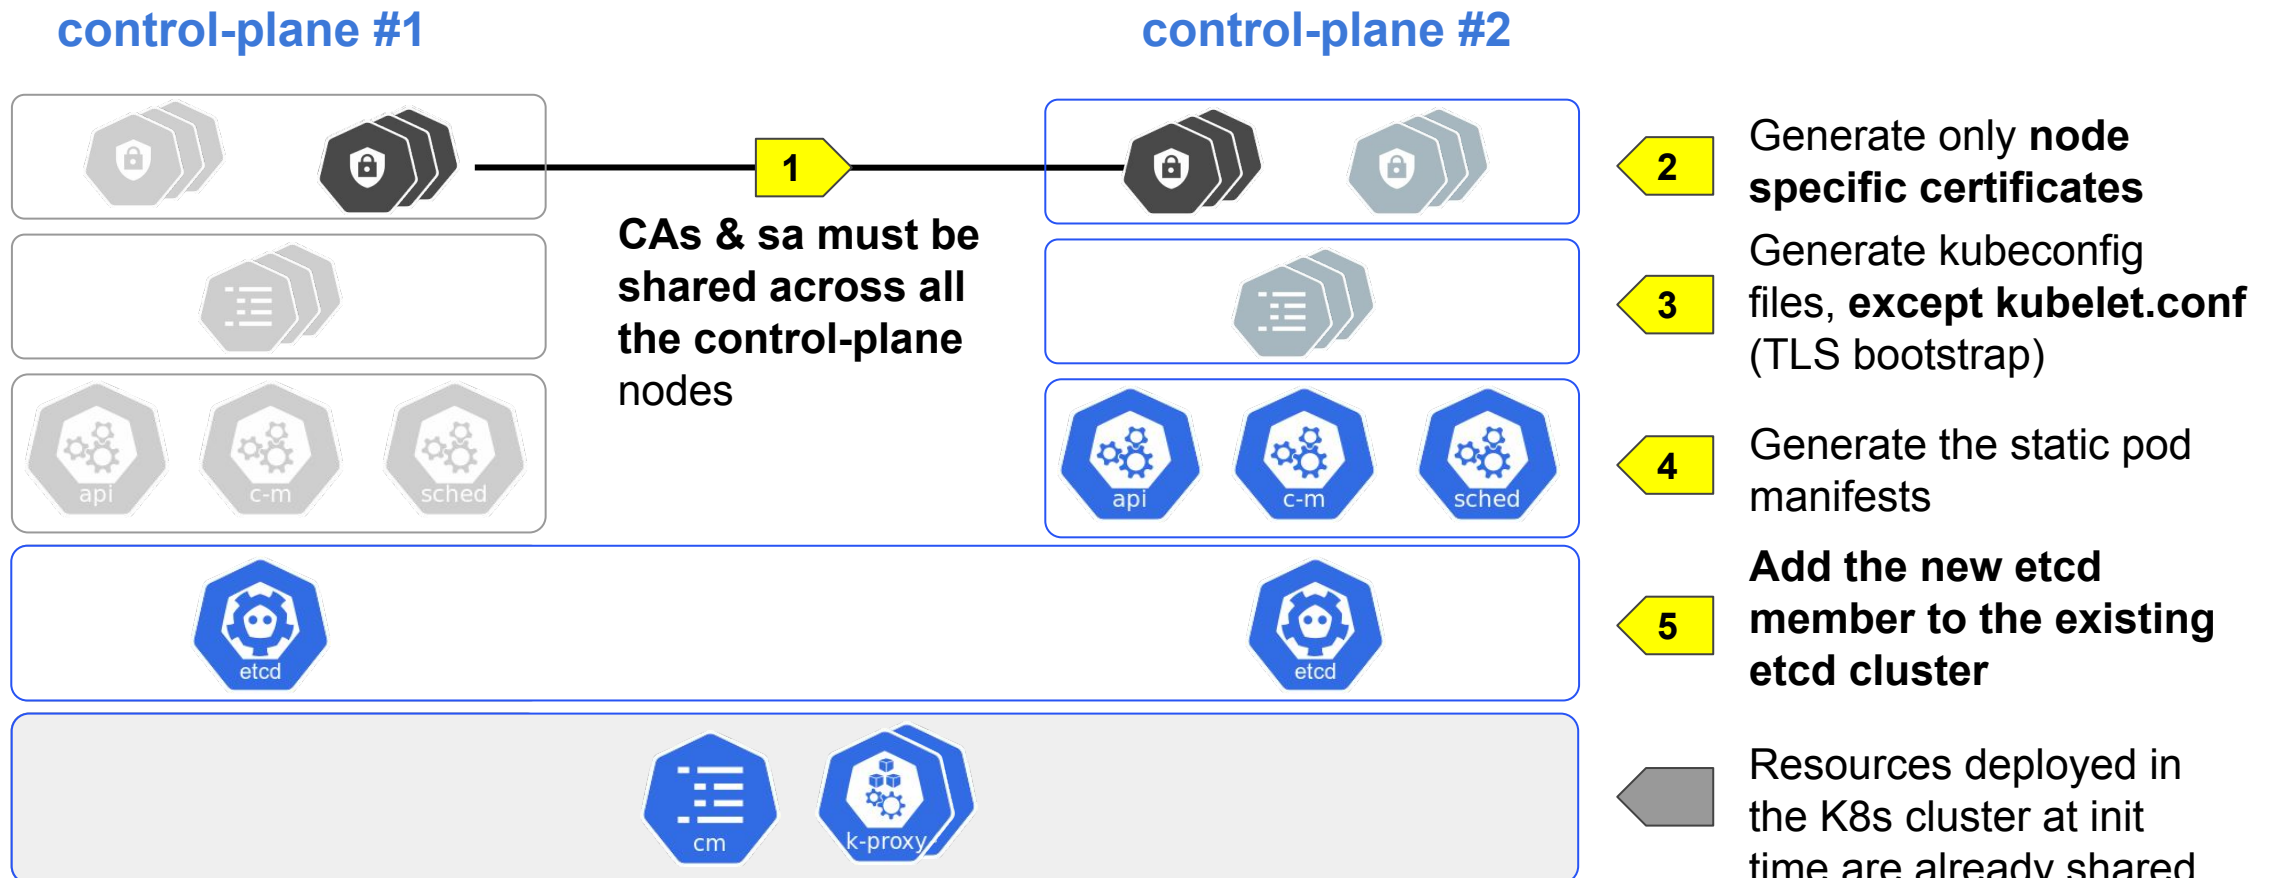 control-plane #1
control-plane #2
1
CAs & sa must be
shared across all
the control-plane
nodes
2
Generate only node
specific certificates
3
Generate kubeconfig
files, except kubelet.conf
(TLS bootstrap)
api
c-m
sched
api
c-m
sched
4
Generate the static pod
manifests
etcd
etcd
5
Add the new etcd
member to the existing
etcd cluster
cm
k-proxy
Resources deployed in
the K8s cluster at init
time are already shared